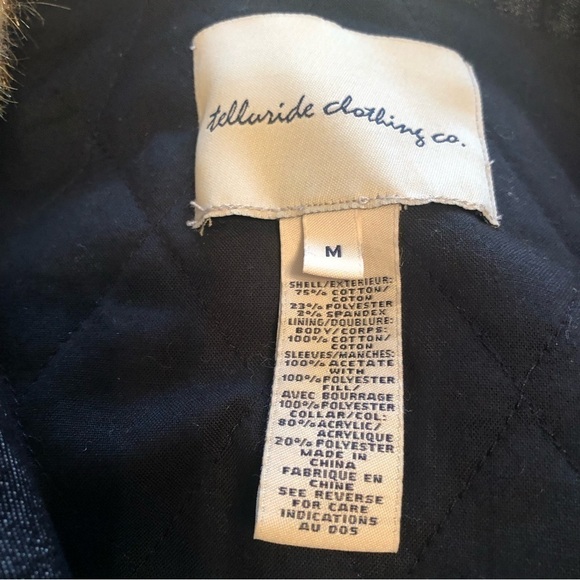 telluride clothing co.
M
SHELL/EXTERIEUR:
75% COTTON/
COTON
23% POLYESTER
2% SPANDEX
LINING/DOUBLURE:
BODY/CORPS:
100% COTTON/
COTON
SLEEVES/MANCHES:
100% ACETATE
WITH
100% POLYESTER
FILL/
AVEC BOURRAGE
100% POLYESTER
COLLAR/COL:
80% ACRYLIC/
ACRYLIQUE
20% POLYESTER
MADE IN
CHINA
FABRIQUE EN
CHINE
SEE REVERSE
FOR CARE
INDICATIONS
AU DOS